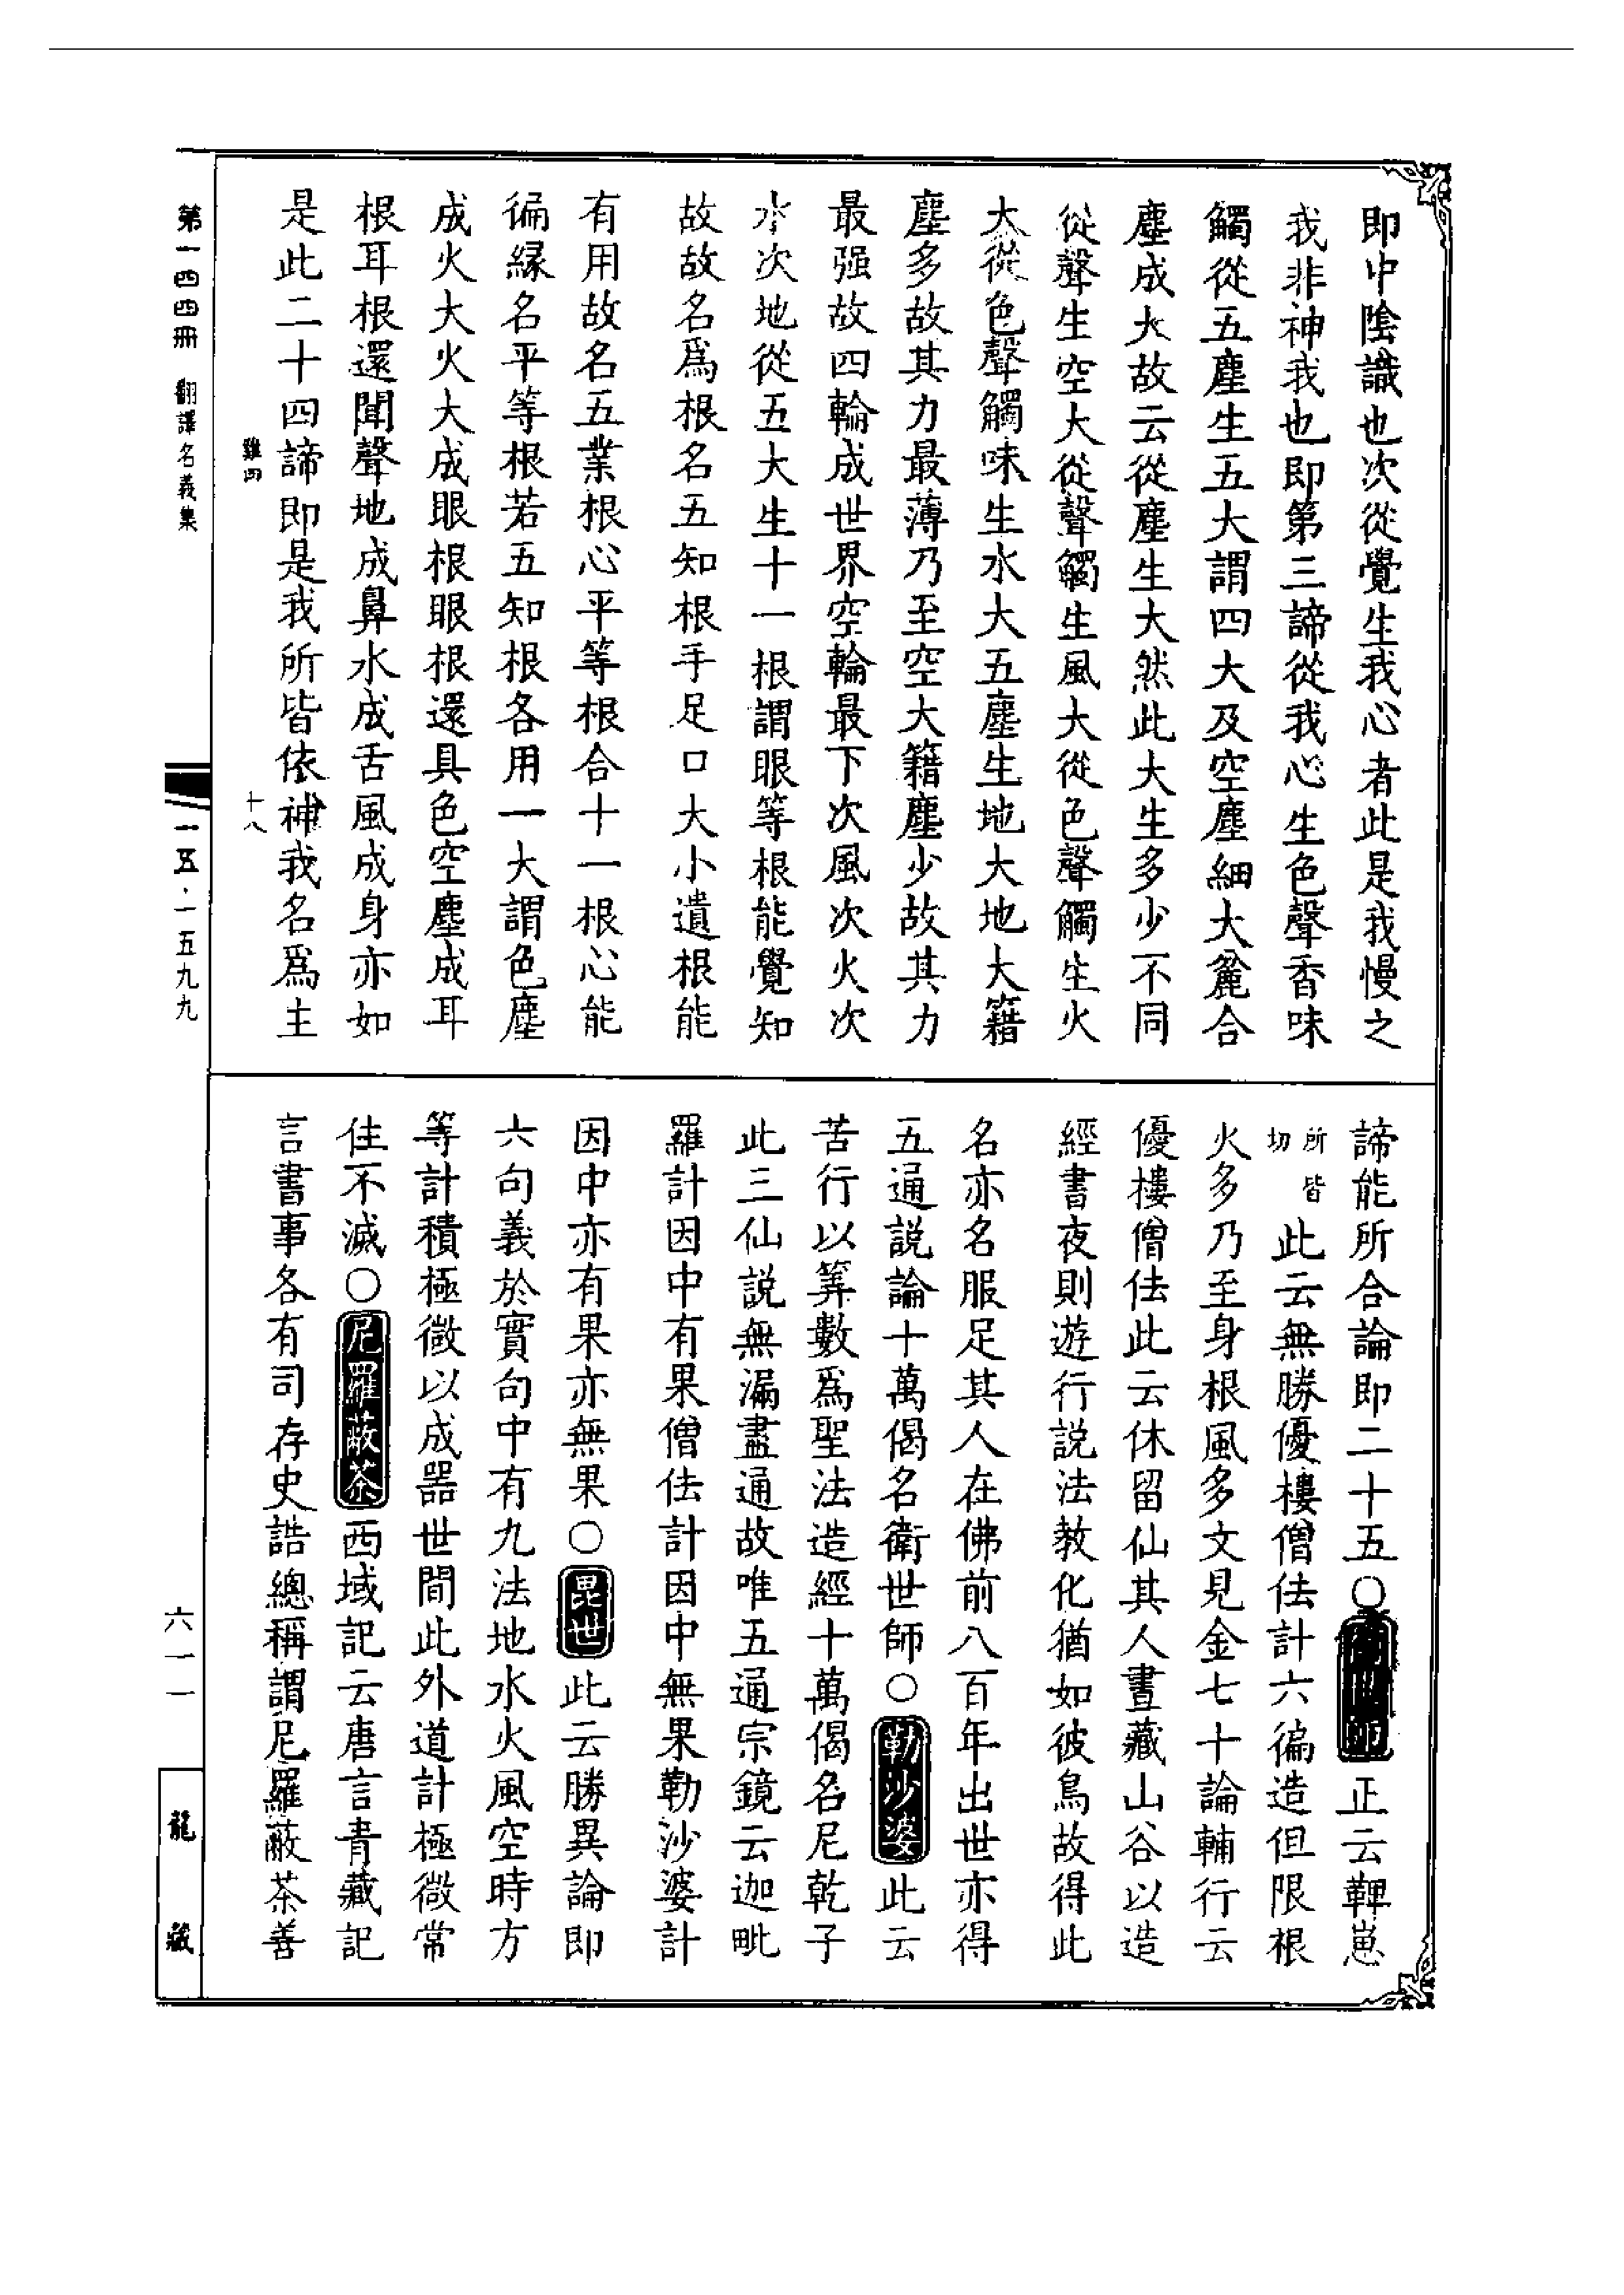 即中陰識也次從覺生我心者此是我慢之
我非神我也即第三諦從我心生色聲香味
觸從五塵生五大謂四大及空塵細大麄合
塵成大故云從塵生大然此大生多少不同
從聲生空大從聲觸生風大從色聲觸生火
大從色聲觸味生水大五塵生地大地大籍
塵多故其力最薄乃至空大籍塵少故其力
最强故四輪成世界空輪最下次風次火次
水次地從五大生十一根謂眼等根能覺知
故故名爲根名五知根手足口大小遺根能
有用故名五業根心平等根合十一根心能
徧縁名平等根若五知根各用一大謂色塵
成火大火大成眼根眼根還具色空塵成耳
根耳根還聞聲地成鼻水成舌風成身亦如
是此二十四諦即是我所皆依神我名爲主
雞四
十八
諦能所合論即二十五○衛世師正云鞞崽
所皆
切
此云無勝優樓僧佉計六徧造但限根
火多乃至身根風多文見金七十論輔行云
優樓僧佉此云休留仙其人晝藏山谷以造
經書夜則遊行説法教化猶如彼鳥故得此
名亦名服足其人在佛前八百年出世亦得
五通説論十萬偈名衛世師○勒沙婆此云
苦行以筭數爲聖法造經十萬偈名尼乾子
此三仙説無漏盡通故唯五通宗鏡云迦毗
羅計因中有果僧佉計因中無果勒沙婆計
因中亦有果亦無果○毘世此云勝異論即
六句義於實句中有九法地水火風空時方
等計積極微以成器世間此外道計極微常
住不滅○尼羅蔽荼西域記云唐言青藏記
言書事各有司存史誥總稱謂尼羅蔽荼善
第一四四冊 翻譯名義集
一五·一五九九
六一一
龍藏